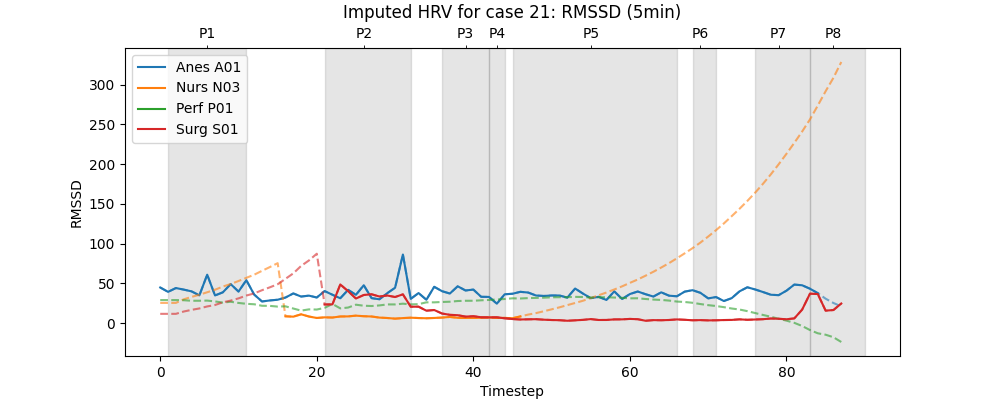 Imputed HRV for case 21: RMSSD (5min)
P1 P2 P3 P4 P5 P6 P7 P8
Anes A01
Nurs N03
Perf P01
Surg S01
300
250
200
150
100
50
0
RMSSD
0 20 40 60 80
Timestep